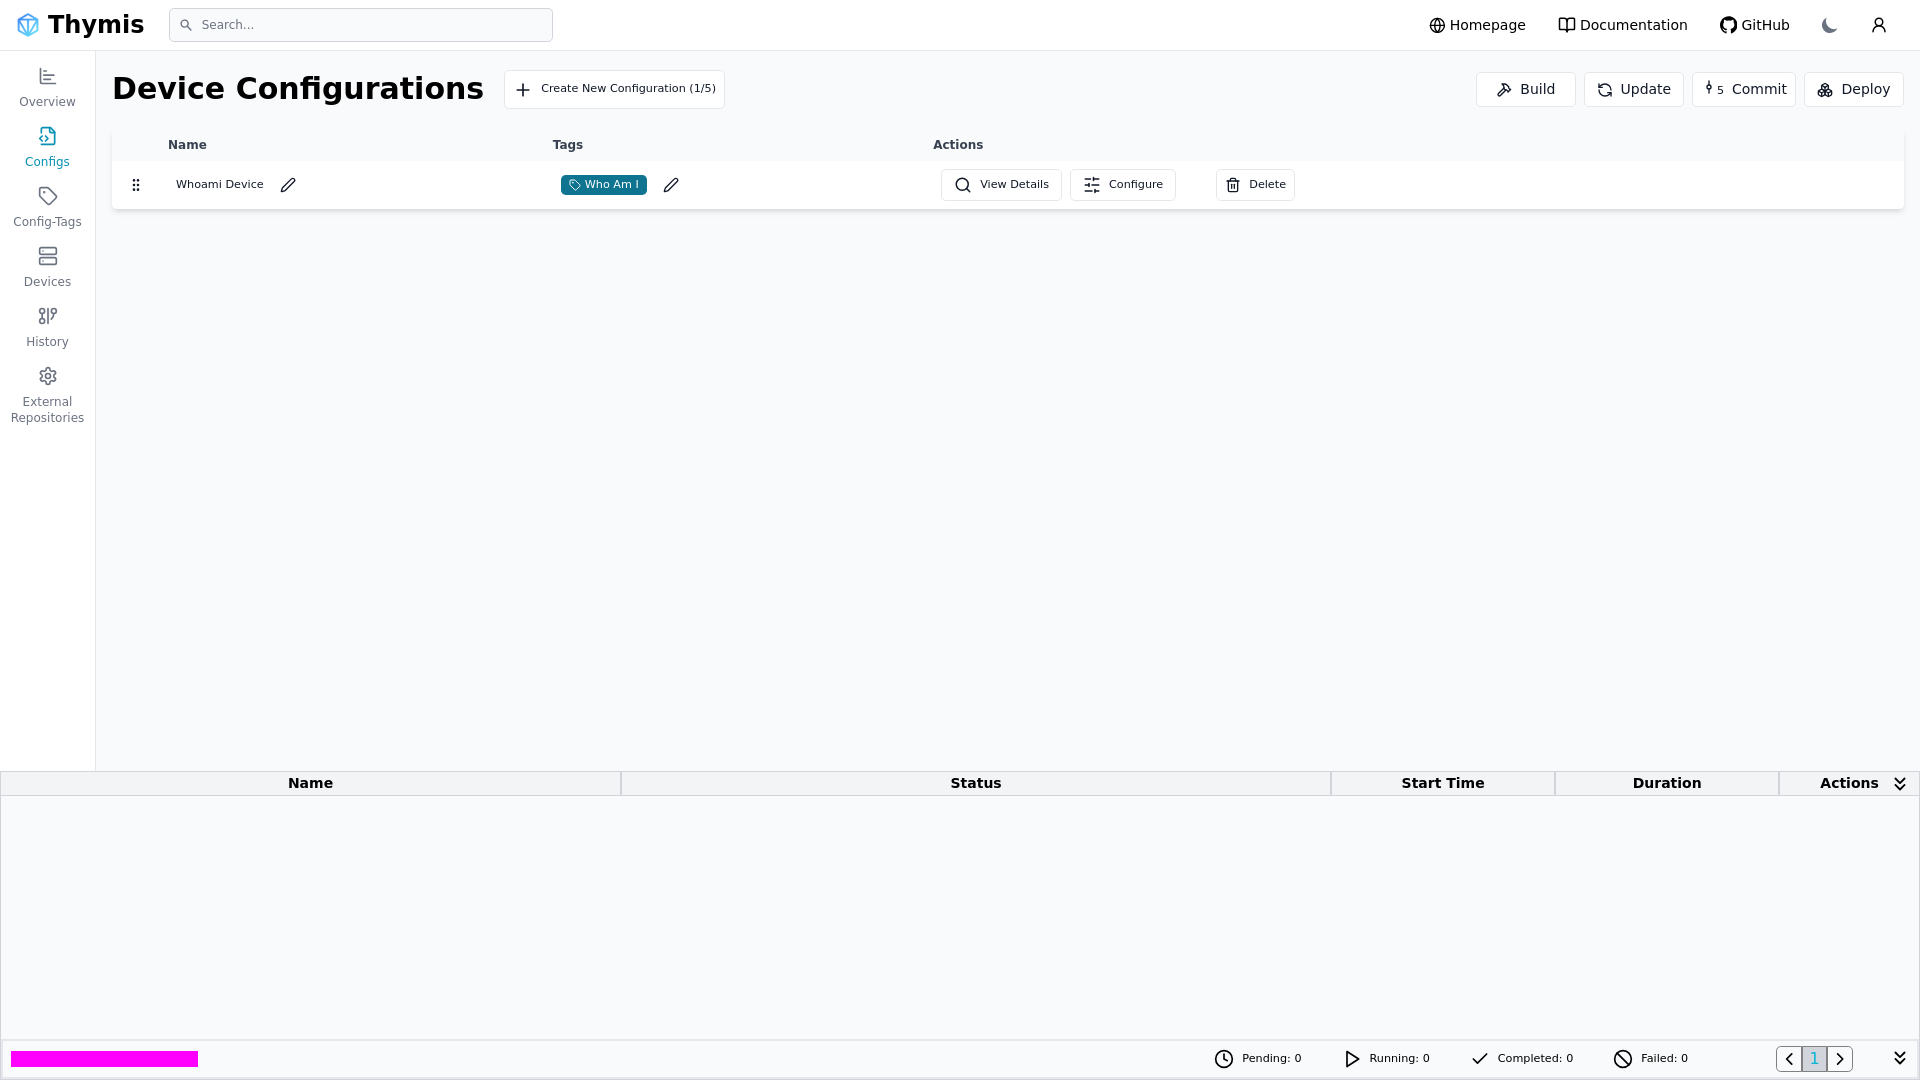 Thymis
Search...
Homepage
Documentation
GitHub
Overview
Configs
Config-Tags
Devices
History
External
Repositories
Device Configurations
Create New Configuration (1/5)
Build
Update
5 Commit
Deploy
Name Tags Actions
Whoami Device Who Am I View Details Configure Delete
Name Status Start Time Duration Actions
Pending: 0 Running: 0 Completed: 0 Failed: 0 1